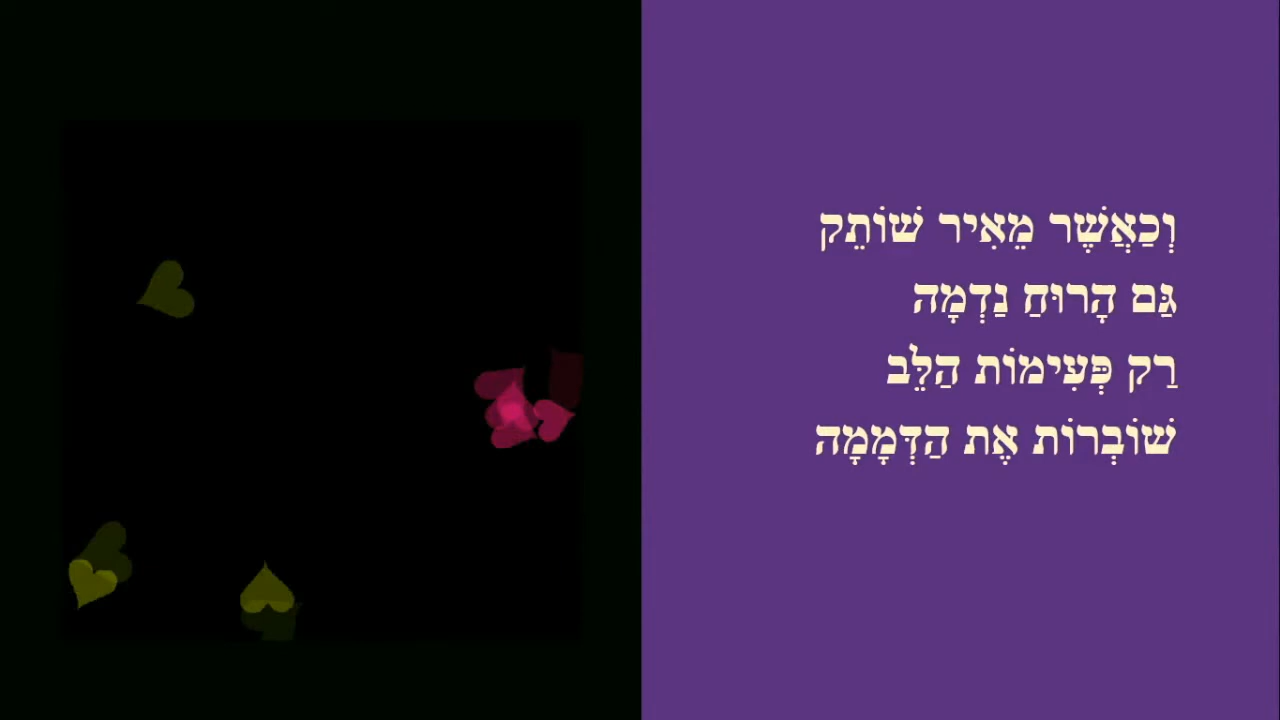 וְכַאֲשֶׁר מֵאִיר שׁוֹתֵק
גַּם הָרוּחַ נַדְמָה
רַק פְּעִימוֹת הַלֵּב
שׁוֹבְרוֹת אֶת הַדְּמָמָה